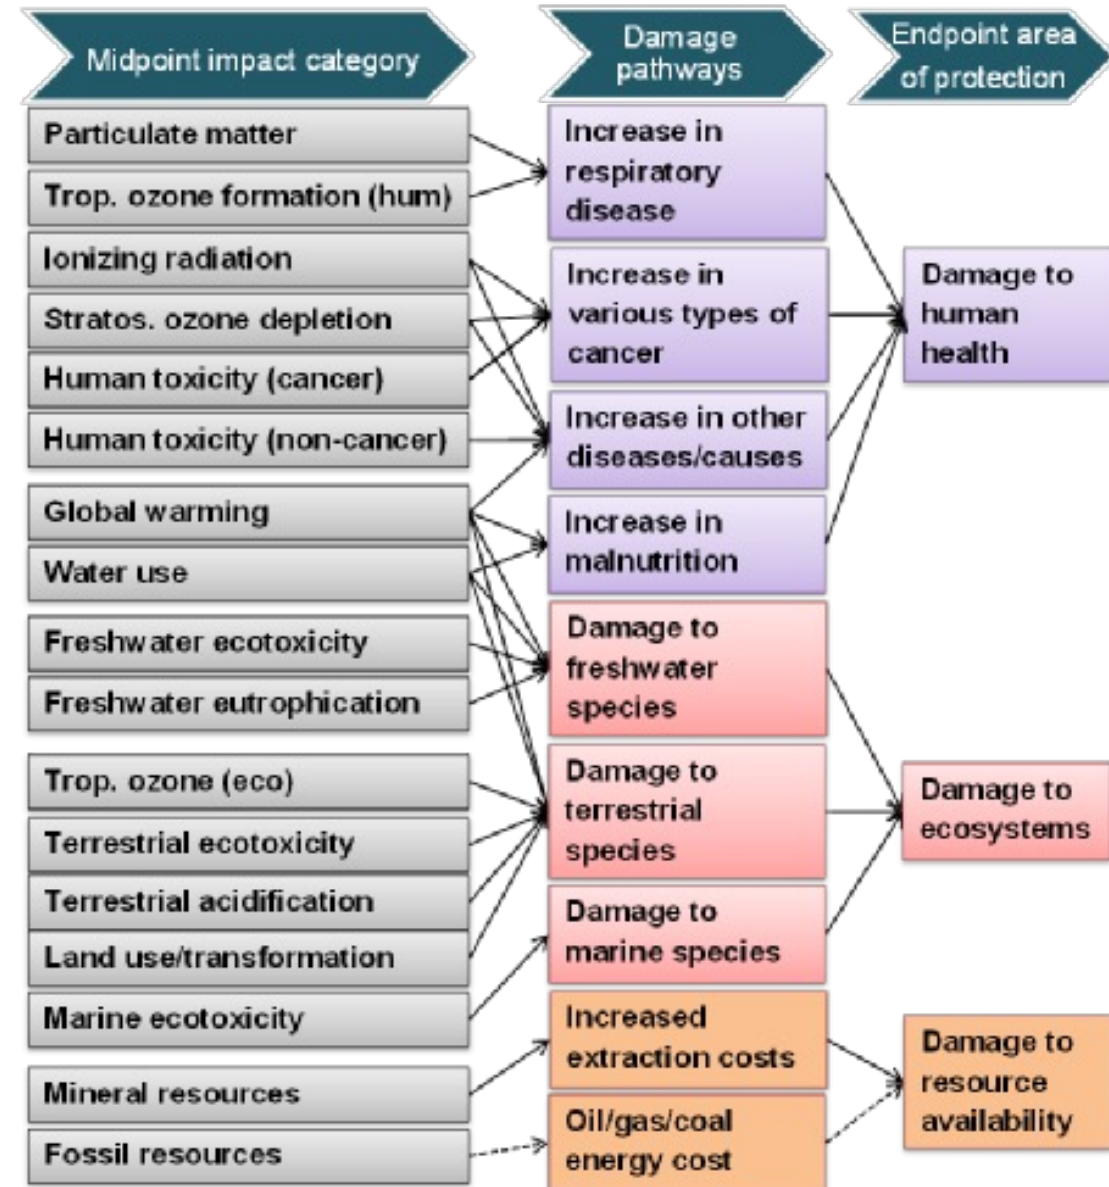 Midpoint impact category
Damage
pathways
Endpoint area
of protection
Particulate matter
Trop. ozone formation (hum)
Ionizing radiation
Stratos. ozone depletion
Human toxicity (cancer)
Human toxicity (non-cancer)
Global warming
Water use
Freshwater ecotoxicity
Freshwater eutrophication
Trop. ozone (eco)
Terrestrial ecotoxicity
Terrestrial acidification
Land use/transformation
Marine ecotoxicity
Mineral resources
Fossil resources
Increase in
respiratory
disease
Increase in
various types of
cancer
Increase in other
diseases/causes
Increase in
malnutrition
Damage to
freshwater
species
Damage to
terrestrial
species
Damage to
marine species
Increased
extraction costs
Oil/gas/coal
energy cost
Damage to
human
health
Damage to
ecosystems
Damage to
resource
availability